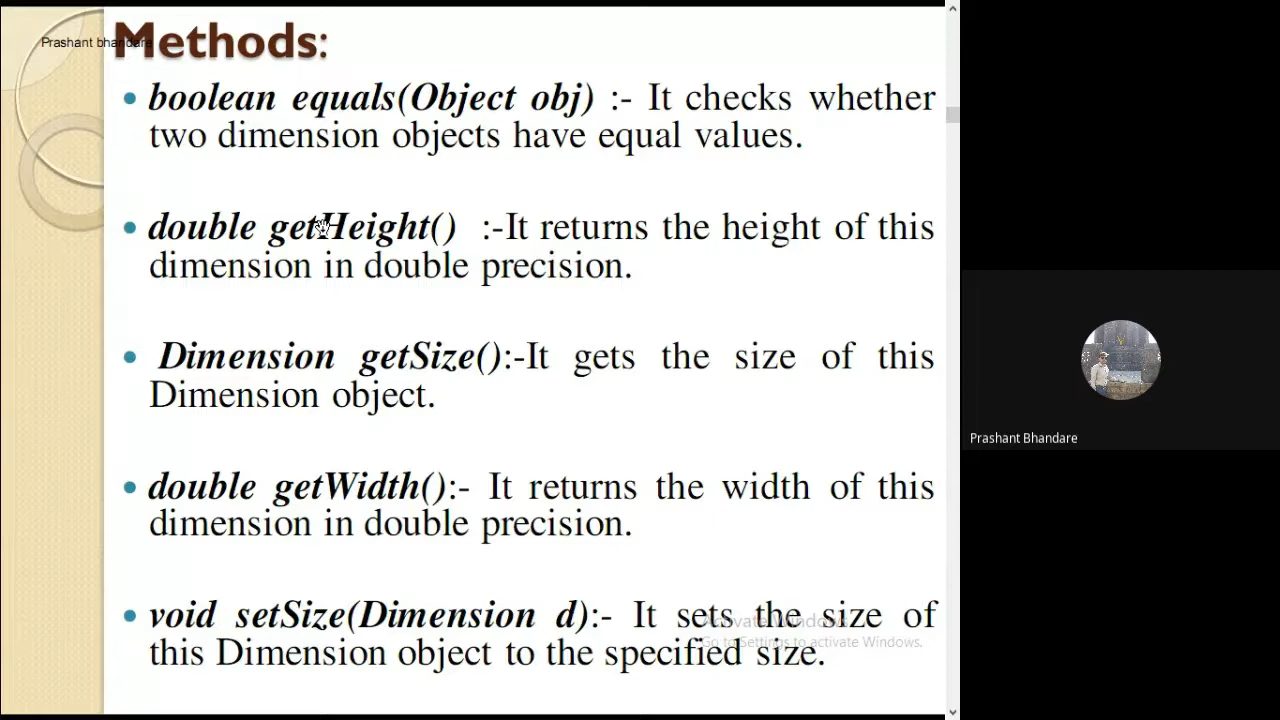 Prashant bhandare
Methods:
boolean equals(Object obj) :- It checks whether
two dimension objects have equal values.
double getHeight() :-It returns the height of this
dimension in double precision.
Dimension getSize():-It gets the size of this
Dimension object.
double getWidth():- It returns the width of this
dimension in double precision.
void setSize(Dimension d):- It sets the size of
this Dimension object to the specified size.
Activate Windows
Go to Settings to activate Windows.
Prashant Bhandare